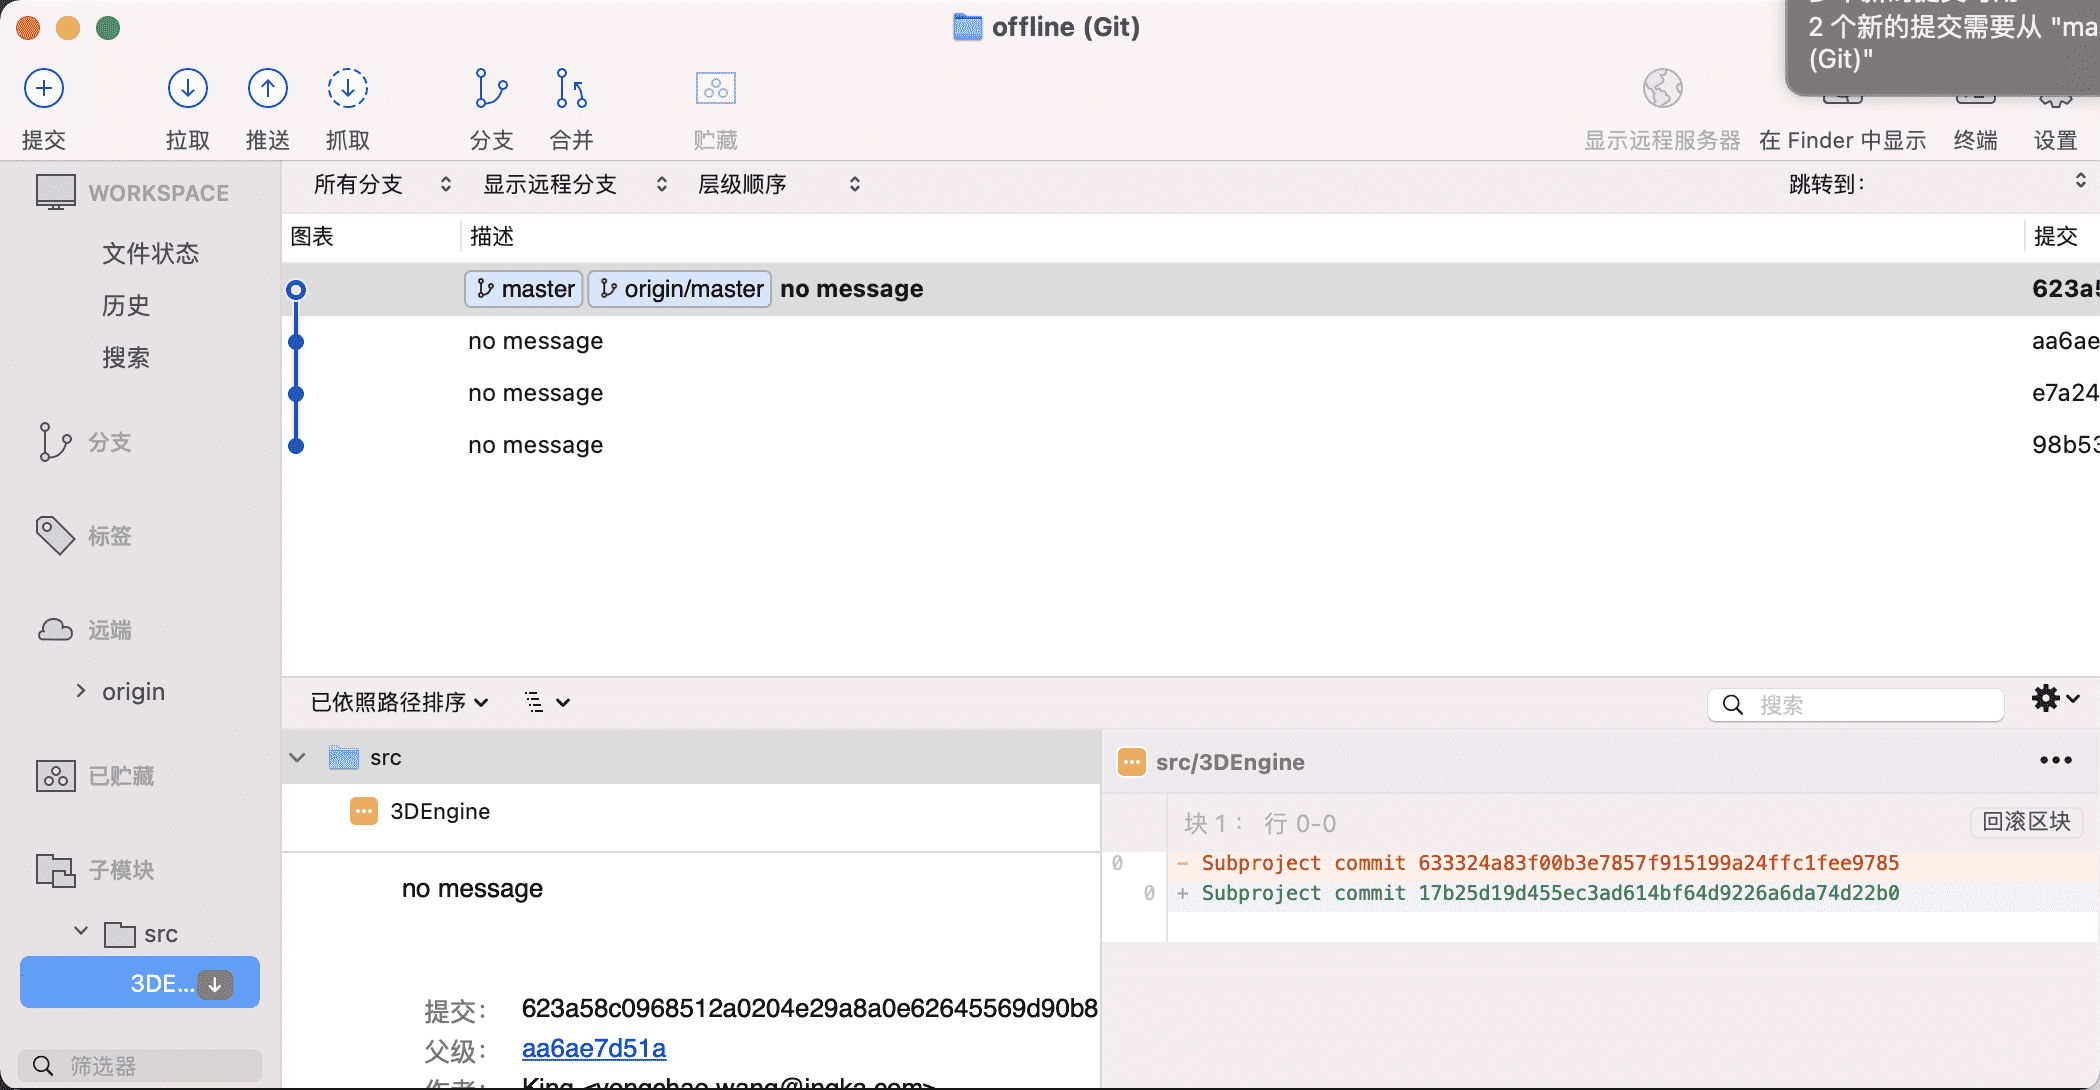 offline (Git)
2 个新的提交需要从 "ma
(Git)"
提交
拉取
推送
抓取
分支
合并
贮藏
显示远程服务器
在 Finder 中显示
终端
设置
WORKSPACE
文件状态
历史
搜索
分支
标签
远端
origin
已贮藏
子模块
src
3DE...
筛选器
所有分支
显示远程分支
层级顺序
跳转到：
图表
描述
提交
master
origin/master
no message
623a5
no message
aa6ae
no message
e7a24
no message
98b53
已依照路径排序
搜索
src
3DEngine
no message
提交：
623a58c0968512a0204e29a8a0e62645569d90b8
父级：
aa6ae7d51a
作者：
King <yongchao.wang@ingka.com>
src/3DEngine
块 1： 行 0-0
回滚区块
0
- Subproject commit 633324a83f00b3e7857f915199a24ffc1fee9785
0
+ Subproject commit 17b25d19d455ec3ad614bf64d9226a6da74d22b0